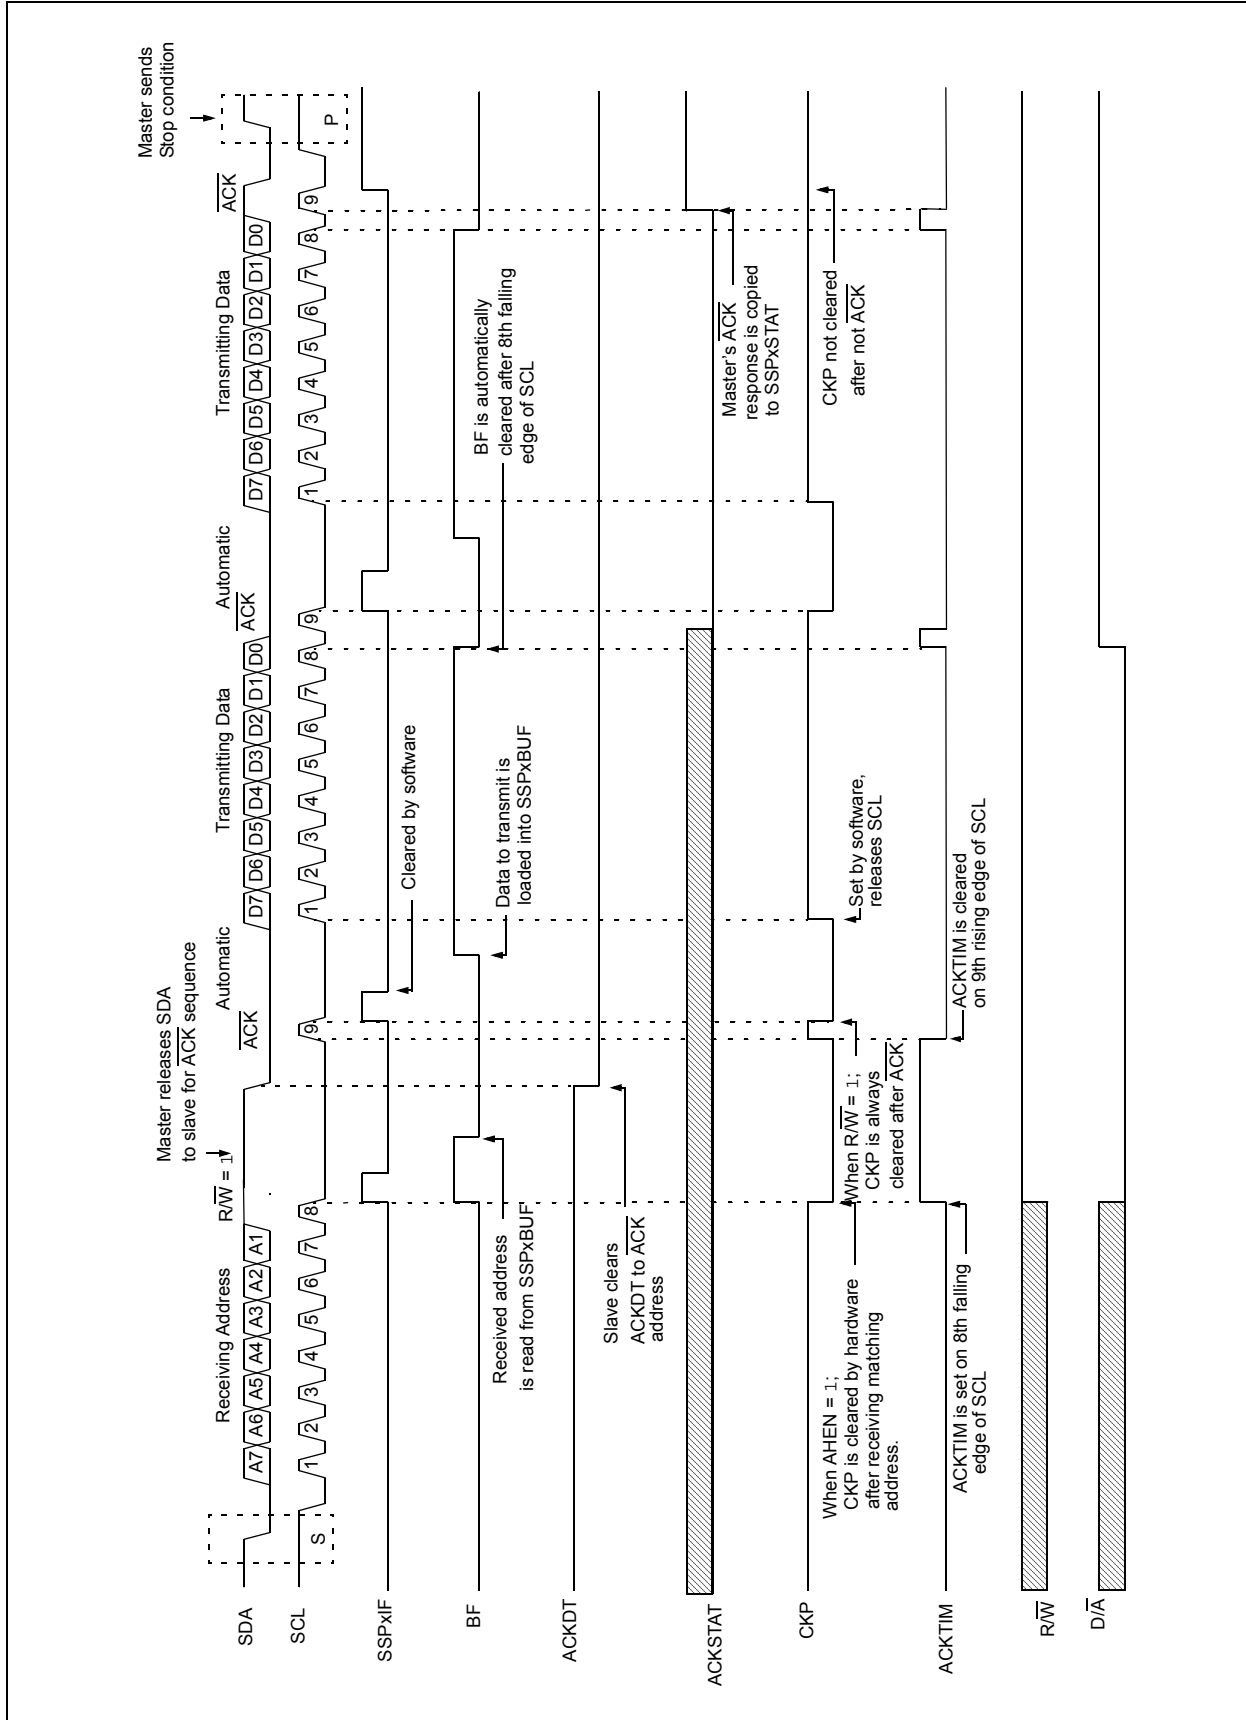 Master releases SDA
to slave for ACK sequence
Master sends
Stop condition
Receiving Address
R/W = 1
ACK
Automatic
Transmitting Data
ACK
Automatic
Transmitting Data
ACK
SDA
A7 A6 A5 A4 A3 A2 A1
D7 D6 D5 D4 D3 D2 D1 D0
D7 D6 D5 D4 D3 D2 D1 D0
SCL
S
1 2 3 4 5 6 7 8
9
1 2 3 4 5 6 7 8 9
1 2 3 4 5 6 7 8 9
P
SSPxIF
Cleared by software
BF
Received address
is read from SSPxBUF
Data to transmit is
loaded into SSPxBUF
BF is automatically
cleared after 8th falling
edge of SCL
ACKDT
Slave clears
ACKDT to ACK
address
ACKSTAT
Master's ACK
response is copied
to SSPxSTAT
CKP
When AHEN = 1;
CKP is cleared by hardware
after receiving matching
address.
When R/W = 1;
CKP is always
cleared after ACK
Set by software,
releases SCL
CKP not cleared
after not ACK
ACKTIM
ACKTIM is set on 8th falling
edge of SCL
ACKTIM is cleared
on 9th rising edge of SCL
R/W
D/A